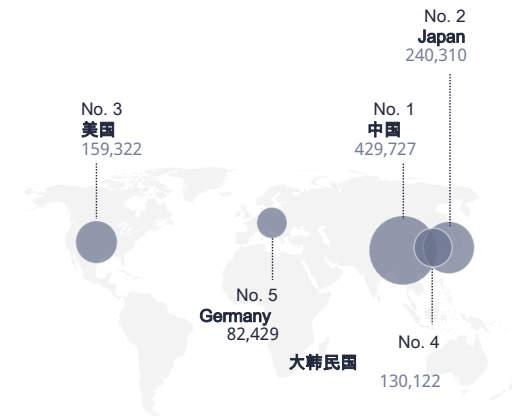 No. 2
Japan
240,310
No. 3
美国
159,322
No. 1
中国
429,727
No. 5
Germany
82,429
No. 4
大韩民国
130,122